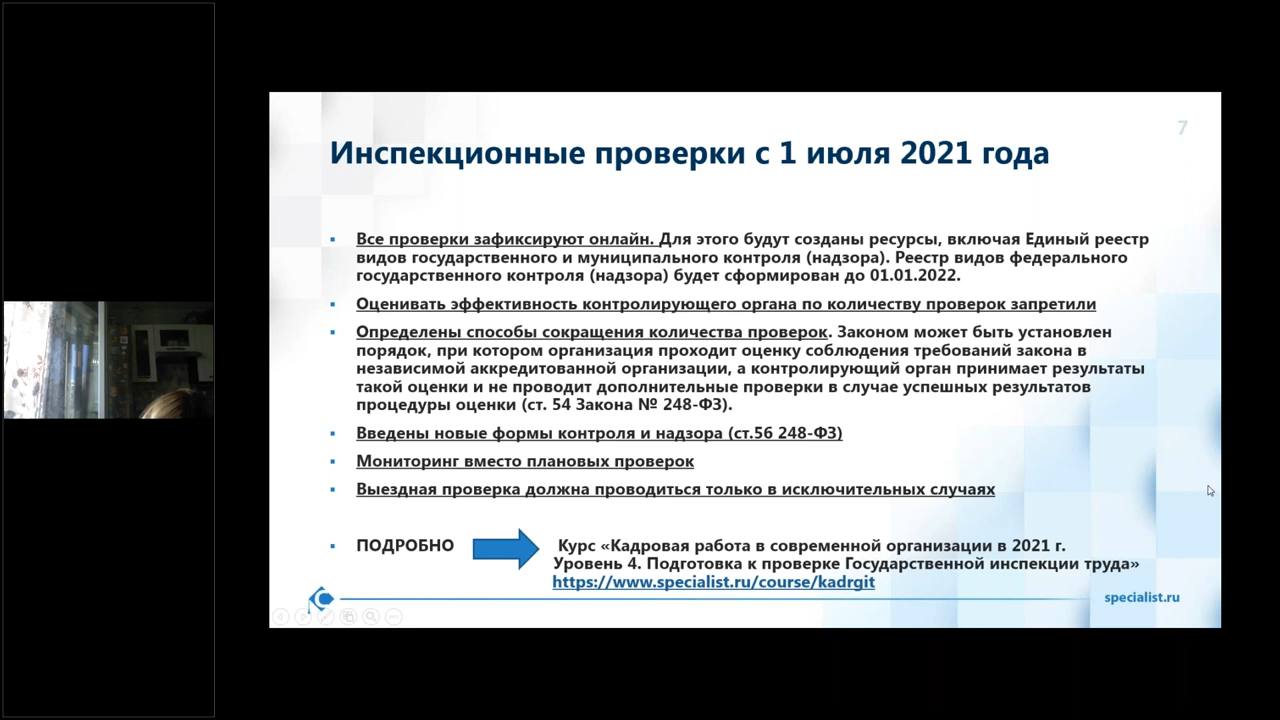 7
Инспекционные проверки с 1 июля 2021 года
Все проверки зафиксируют онлайн. Для этого будут созданы ресурсы, включая Единый реестр
видов государственного и муниципального контроля (надзора). Реестр видов федерального
государственного контроля (надзора) будет сформирован до 01.01.2022.
Оценивать эффективность контролирующего органа по количеству проверок запретили
Определены способы сокращения количества проверок. Законом может быть установлен
порядок, при котором организация проходит оценку соблюдения требований закона в
независимой аккредитованной организации, а контролирующий орган принимает результаты
такой оценки и не проводит дополнительные проверки в случае успешных результатов
процедуры оценки (ст. 54 Закона № 248-ФЗ).
Введены новые формы контроля и надзора (ст.56 248-ФЗ)
Мониторинг вместо плановых проверок
Выездная проверка должна проводиться только в исключительных случаях
ПОДРОБНО
Курс «Кадровая работа в современной организации в 2021 г.
Уровень 4. Подготовка к проверке Государственной инспекции труда»
https://www.specialist.ru/course/kadrgit
specialist.ru